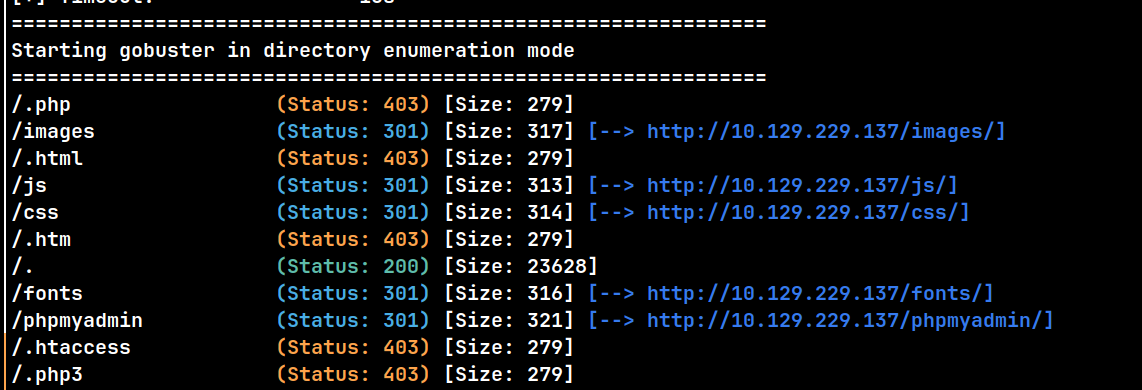 [+] Timeout: 10s
===============================================================
Starting gobuster in directory enumeration mode
===============================================================
/.php (Status: 403) [Size: 279]
/images (Status: 301) [Size: 317] [--> http://10.129.229.137/images/]
/.html (Status: 403) [Size: 279]
/js (Status: 301) [Size: 313] [--> http://10.129.229.137/js/]
/css (Status: 301) [Size: 314] [--> http://10.129.229.137/css/]
/.htm (Status: 403) [Size: 279]
/. (Status: 200) [Size: 23628]
/fonts (Status: 301) [Size: 316] [--> http://10.129.229.137/fonts/]
/phpmyadmin (Status: 301) [Size: 321] [--> http://10.129.229.137/phpmyadmin/]
/.htaccess (Status: 403) [Size: 279]
/.php3 (Status: 403) [Size: 279]